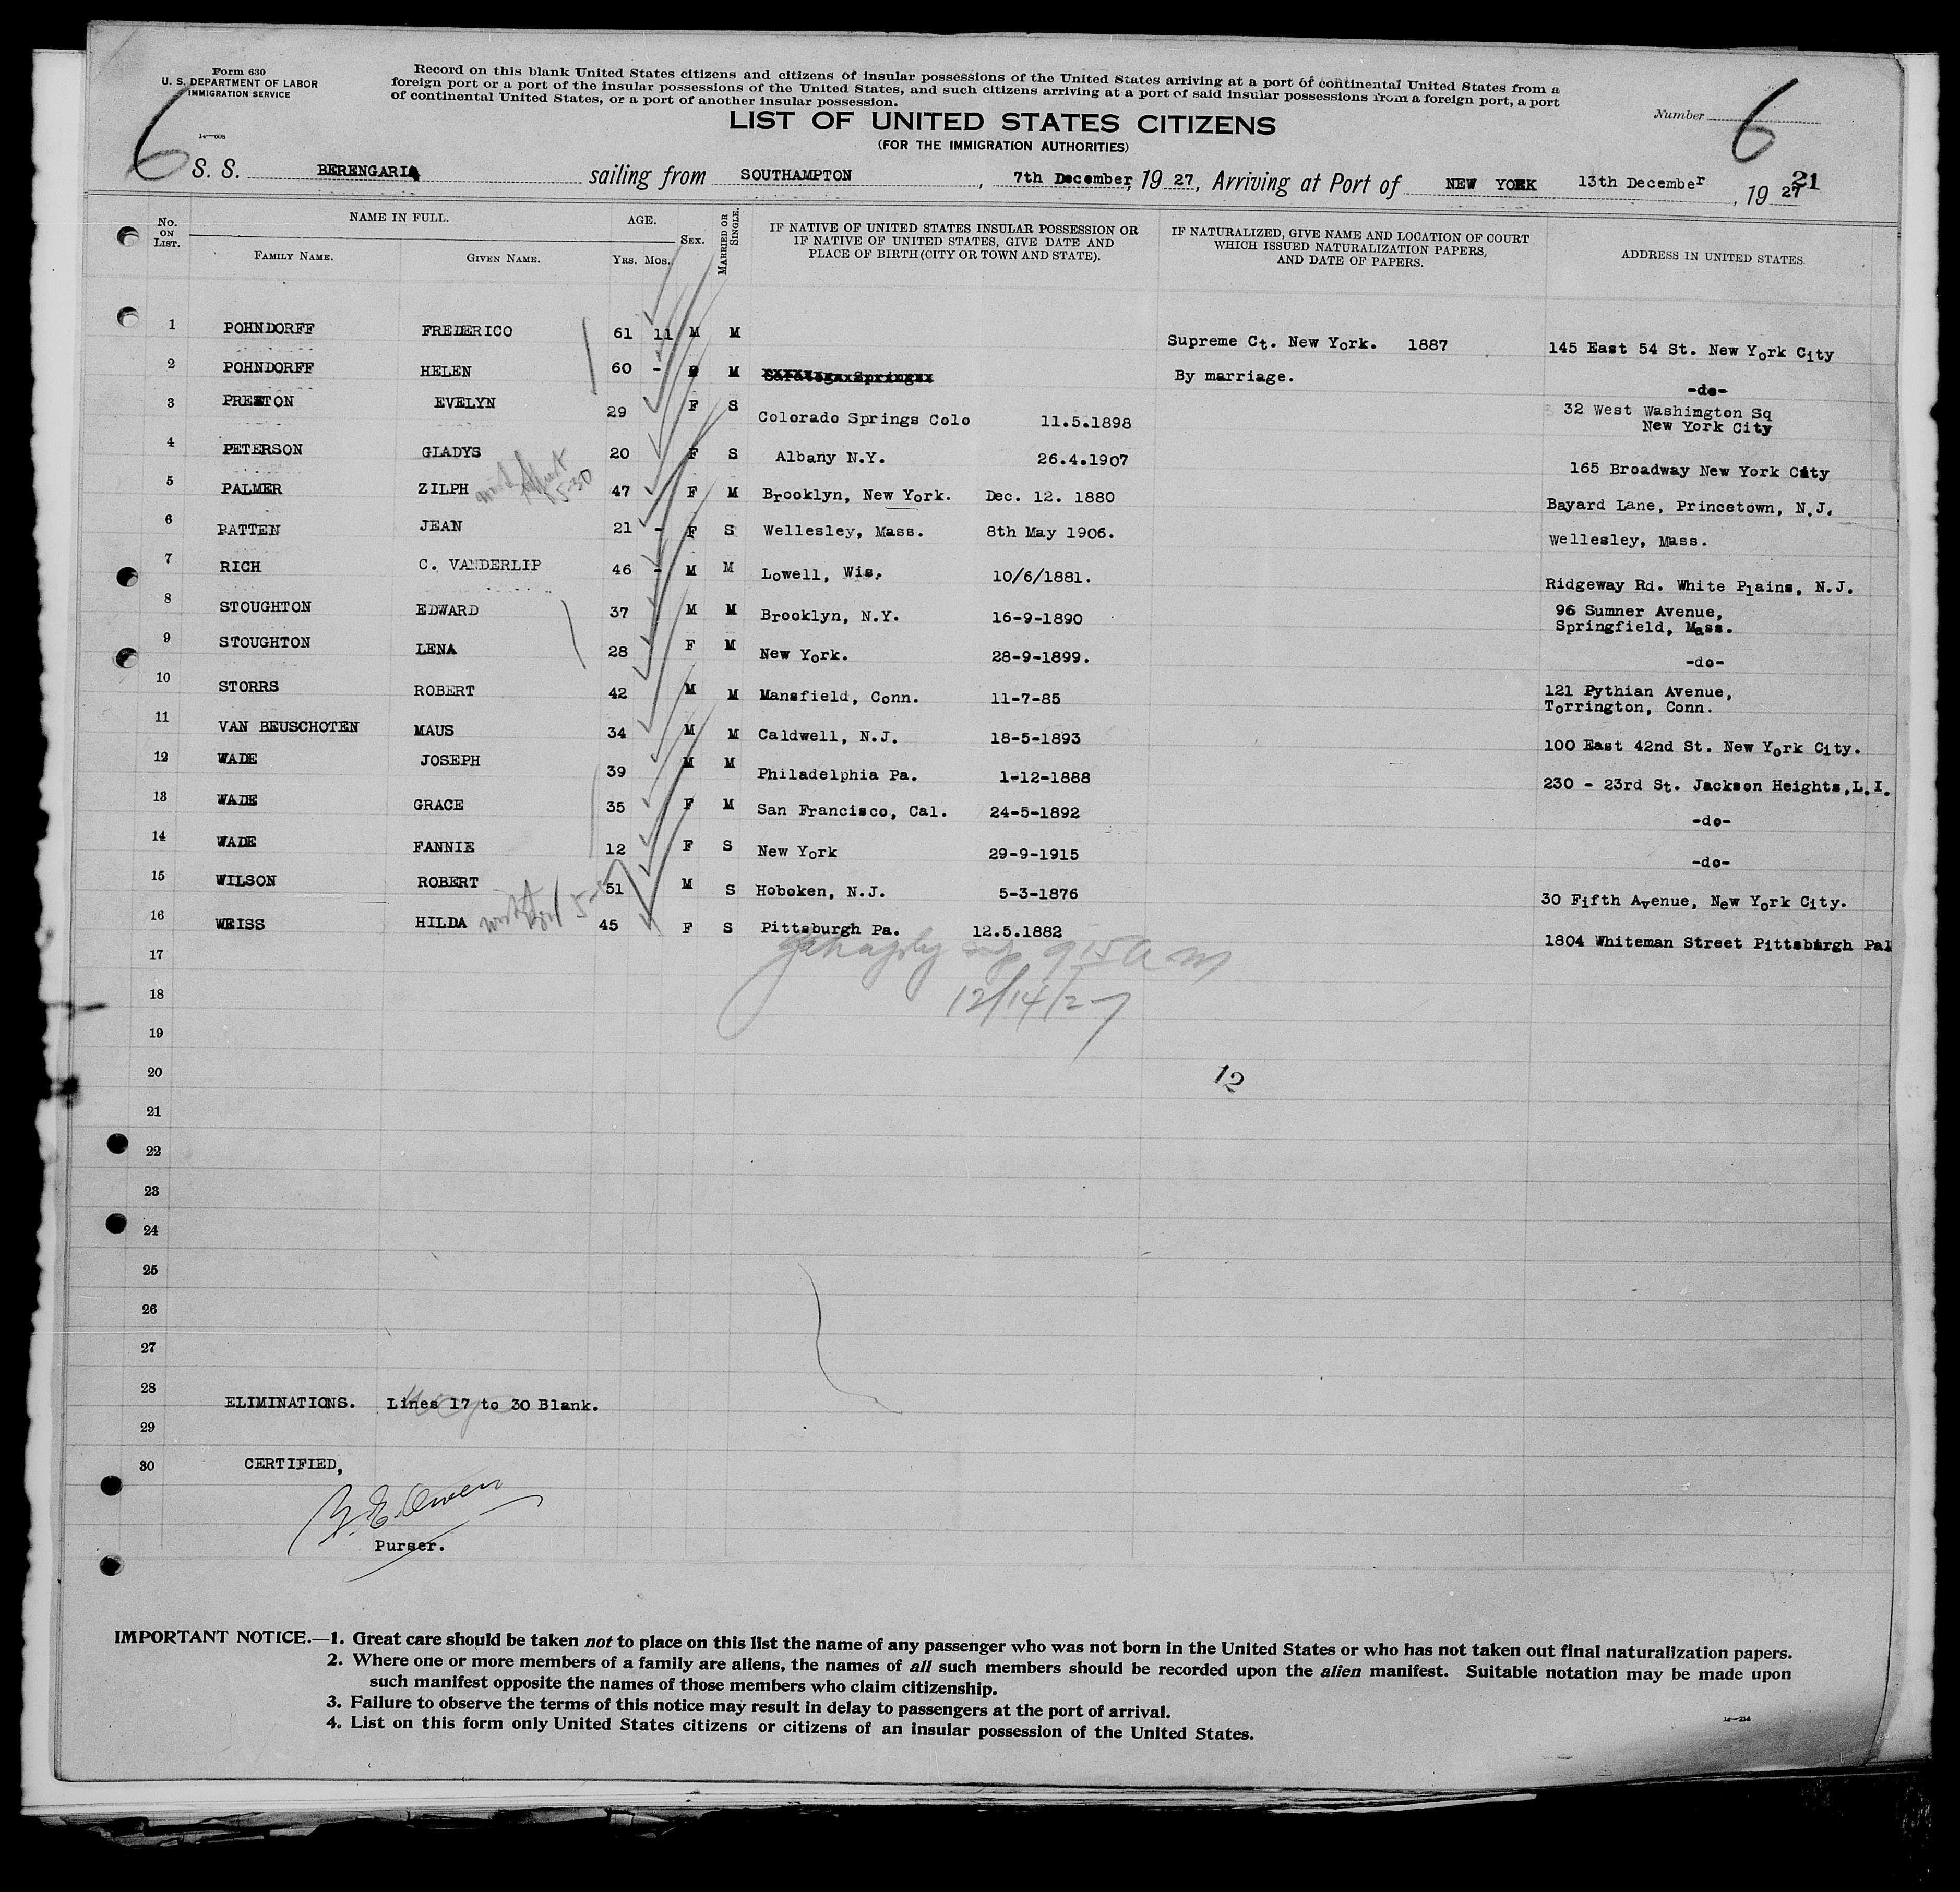 Form 630
U. S. DEPARTMENT OF LABOR
IMMIGRATION SERVICE
Record on this blank United States citizens and citizens of insular possessions of the United States arriving at a port of continental United States from a
foreign port or a port of the insular possessions of the United States, and such citizens arriving at a port of said insular possessions from a foreign port, a port
of continental United States, or a port of another insular possession.
LIST OF UNITED STATES CITIZENS
(FOR THE IMMIGRATION AUTHORITIES)
Number 6
6
S. S. BERENGARIA sailing from SOUTHAMPTON, 7th December, 19 27, Arriving at Port of NEW YORK 13th December, 19 27
21
No. ON LIST. NAME IN FULL. AGE. SEX. MARRIED OR SINGLE. IF NATIVE OF UNITED STATES INSULAR POSSESSION OR IF NATIVE OF UNITED STATES, GIVE DATE AND PLACE OF BIRTH (CITY OR TOWN AND STATE). IF NATURALIZED, GIVE NAME AND LOCATION OF COURT WHICH ISSUED NATURALIZATION PAPERS, AND DATE OF PAPERS. ADDRESS IN UNITED STATES
FAMILY NAME. GIVEN NAME. YRS. MOS.
1 POHNDORFF FREDERICO 61 11 M M Supreme Ct. New York. 1887 145 East 54 St. New York City
2 POHNDORFF HELEN 60 - M By marriage. -do-
3 PRESTON EVELYN 29 F S Colorado Springs Colo 11.5.1898 32 West Washington Sq
New York City
4 PETERSON GLADYS 20 F S Albany N.Y. 26.4.1907 165 Broadway New York City
5 PALMER ZILPH 47 F M Brooklyn, New York. Dec. 12. 1880 Bayard Lane, Princetown, N.J.
5-30
6 PATTEN JEAN 21 - F S Wellesley, Mass. 8th May 1906. Wellesley, Mass.
7 RICH C. VANDERLIP 46 - M M Lowell, Wis. 10/6/1881. Ridgeway Rd. White Plains, N.J.
8 STOUGHTON EDWARD 37 M M Brooklyn, N.Y. 16-9-1890 96 Sumner Avenue,
Springfield, Mass.
9 STOUGHTON LENA 28 F M New York. 28-9-1899. -do-
10 STORRS ROBERT 42 M M Mansfield, Conn. 11-7-85 121 Pythian Avenue,
Torrington, Conn.
11 VAN BEUSCHOTEN MAUS 34 M M Caldwell, N.J. 18-5-1893 100 East 42nd St. New York City.
12 WADE JOSEPH 39 M M Philadelphia Pa. 1-12-1888 230 - 23rd St. Jackson Heights, L.I.
13 WADE GRACE 35 F M San Francisco, Cal. 24-5-1892 -do-
14 WADE FANNIE 12 F S New York 29-9-1915 -do-
15 WILSON ROBERT 51 M S Hoboken, N.J. 5-3-1876 30 Fifth Avenue, New York City.
16 WEISS HILDA 45 F S Pittsburgh Pa. 12.5.1882 1804 Whiteman Street Pittsburgh Pa
17
915 a m
18
12/14/27
19
20
12
21
22
23
24
25
26
27
28
ELIMINATIONS. Lines 17 to 30 Blank.
29
30
CERTIFIED,
Owen
Purser.
IMPORTANT NOTICE.—1. Great care should be taken not to place on this list the name of any passenger who was not born in the United States or who has not taken out final naturalization papers.
2. Where one or more members of a family are aliens, the names of all such members should be recorded upon the alien manifest. Suitable notation may be made upon
such manifest opposite the names of those members who claim citizenship.
3. Failure to observe the terms of this notice may result in delay to passengers at the port of arrival.
4. List on this form only United States citizens or citizens of an insular possession of the United States.